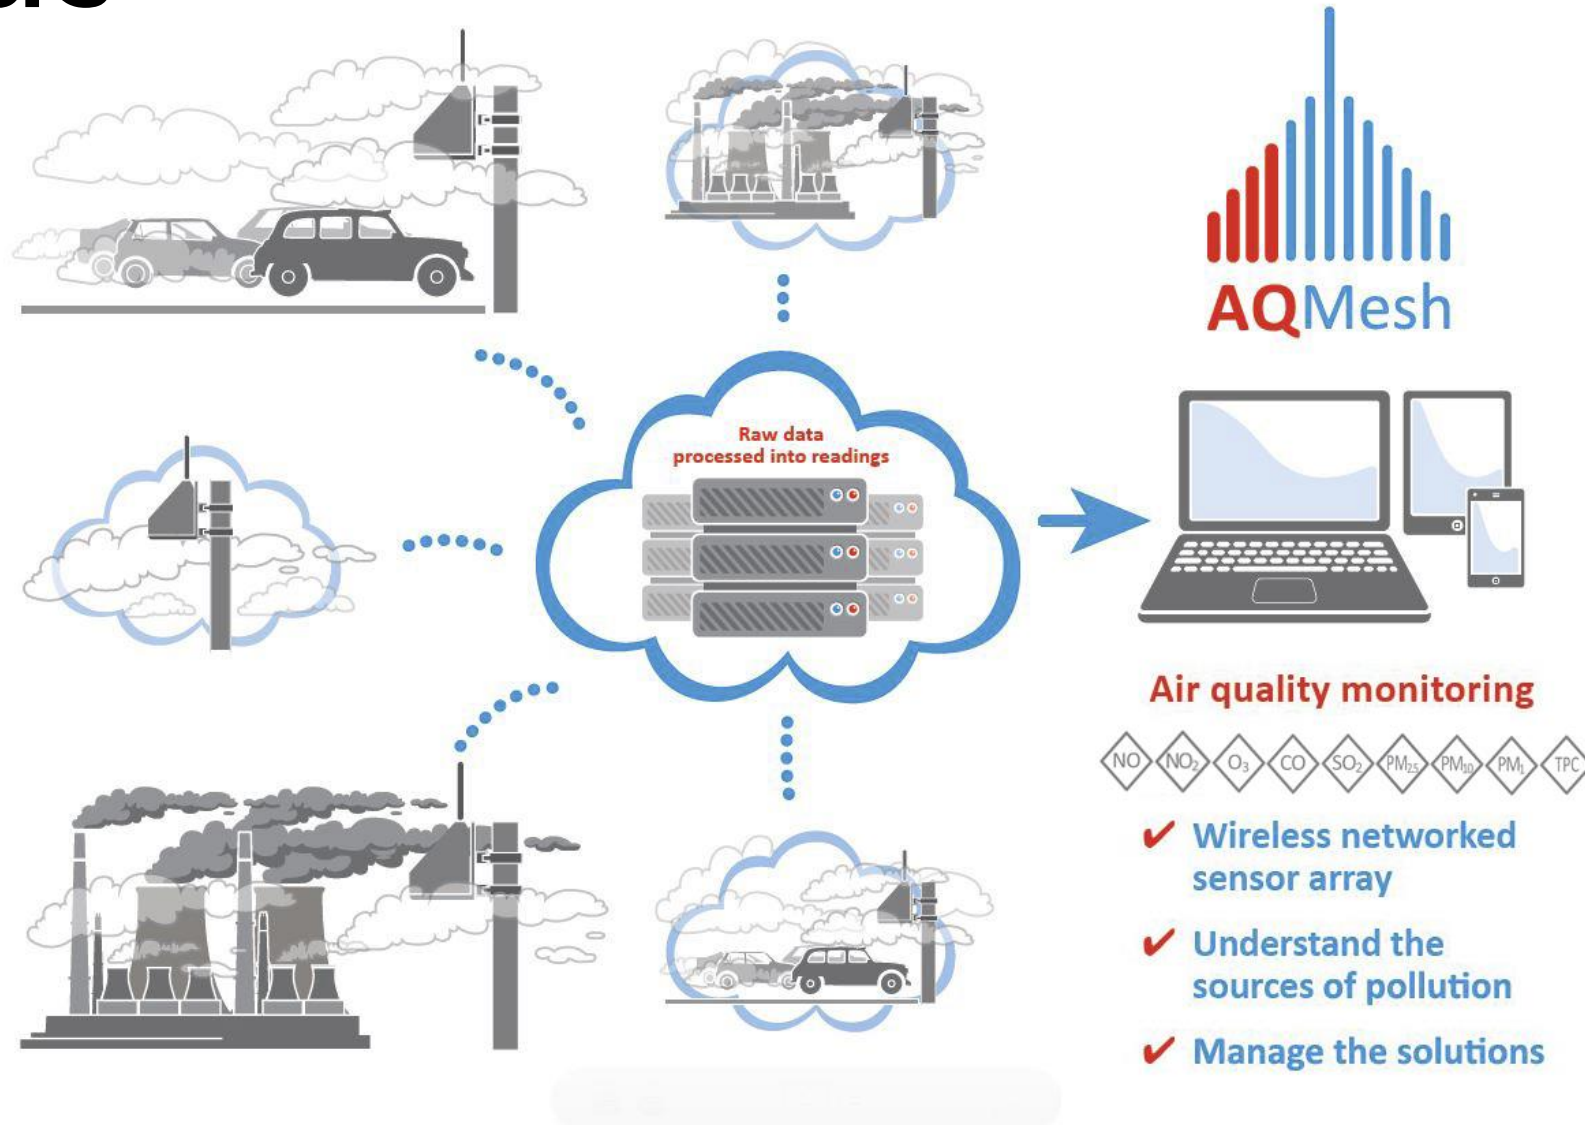 Raw data
processed into readings
AQMesh
Air quality monitoring
NO NO₂ O₃ CO SO₂ PM₂.₅ PM₁₀ PM₁ TPC
✔ Wireless networked
sensor array
✔ Understand the
sources of pollution
✔ Manage the solutions